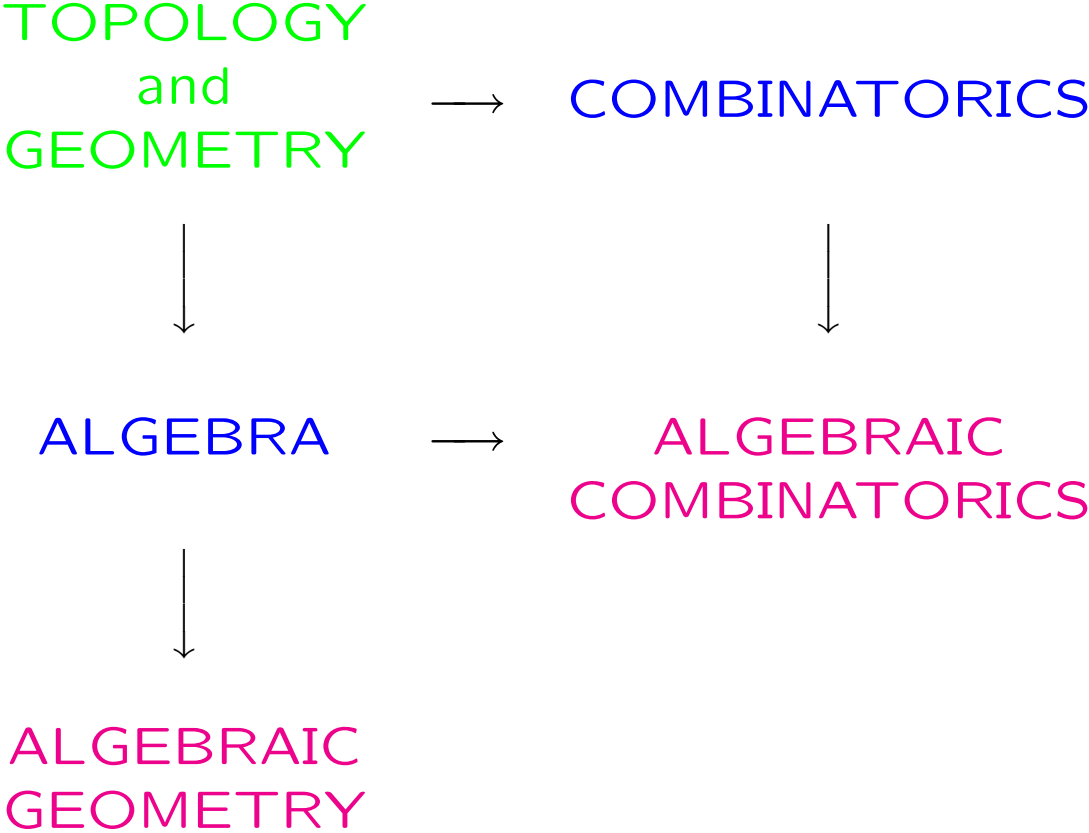 TOPOLOGY
and
GEOMETRY
COMBINATORICS
ALGEBRA
ALGEBRAIC
COMBINATORICS
ALGEBRAIC
GEOMETRY